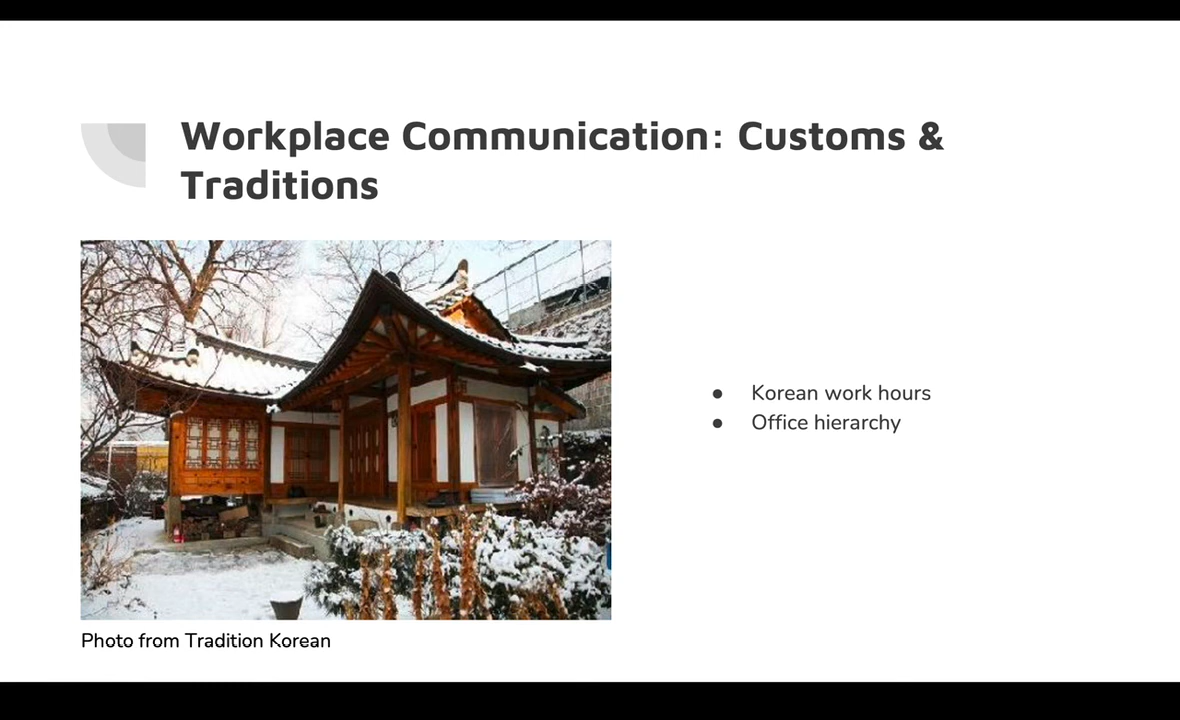 Workplace Communication: Customs &
Traditions
● Korean work hours
● Office hierarchy
Photo from Tradition Korean